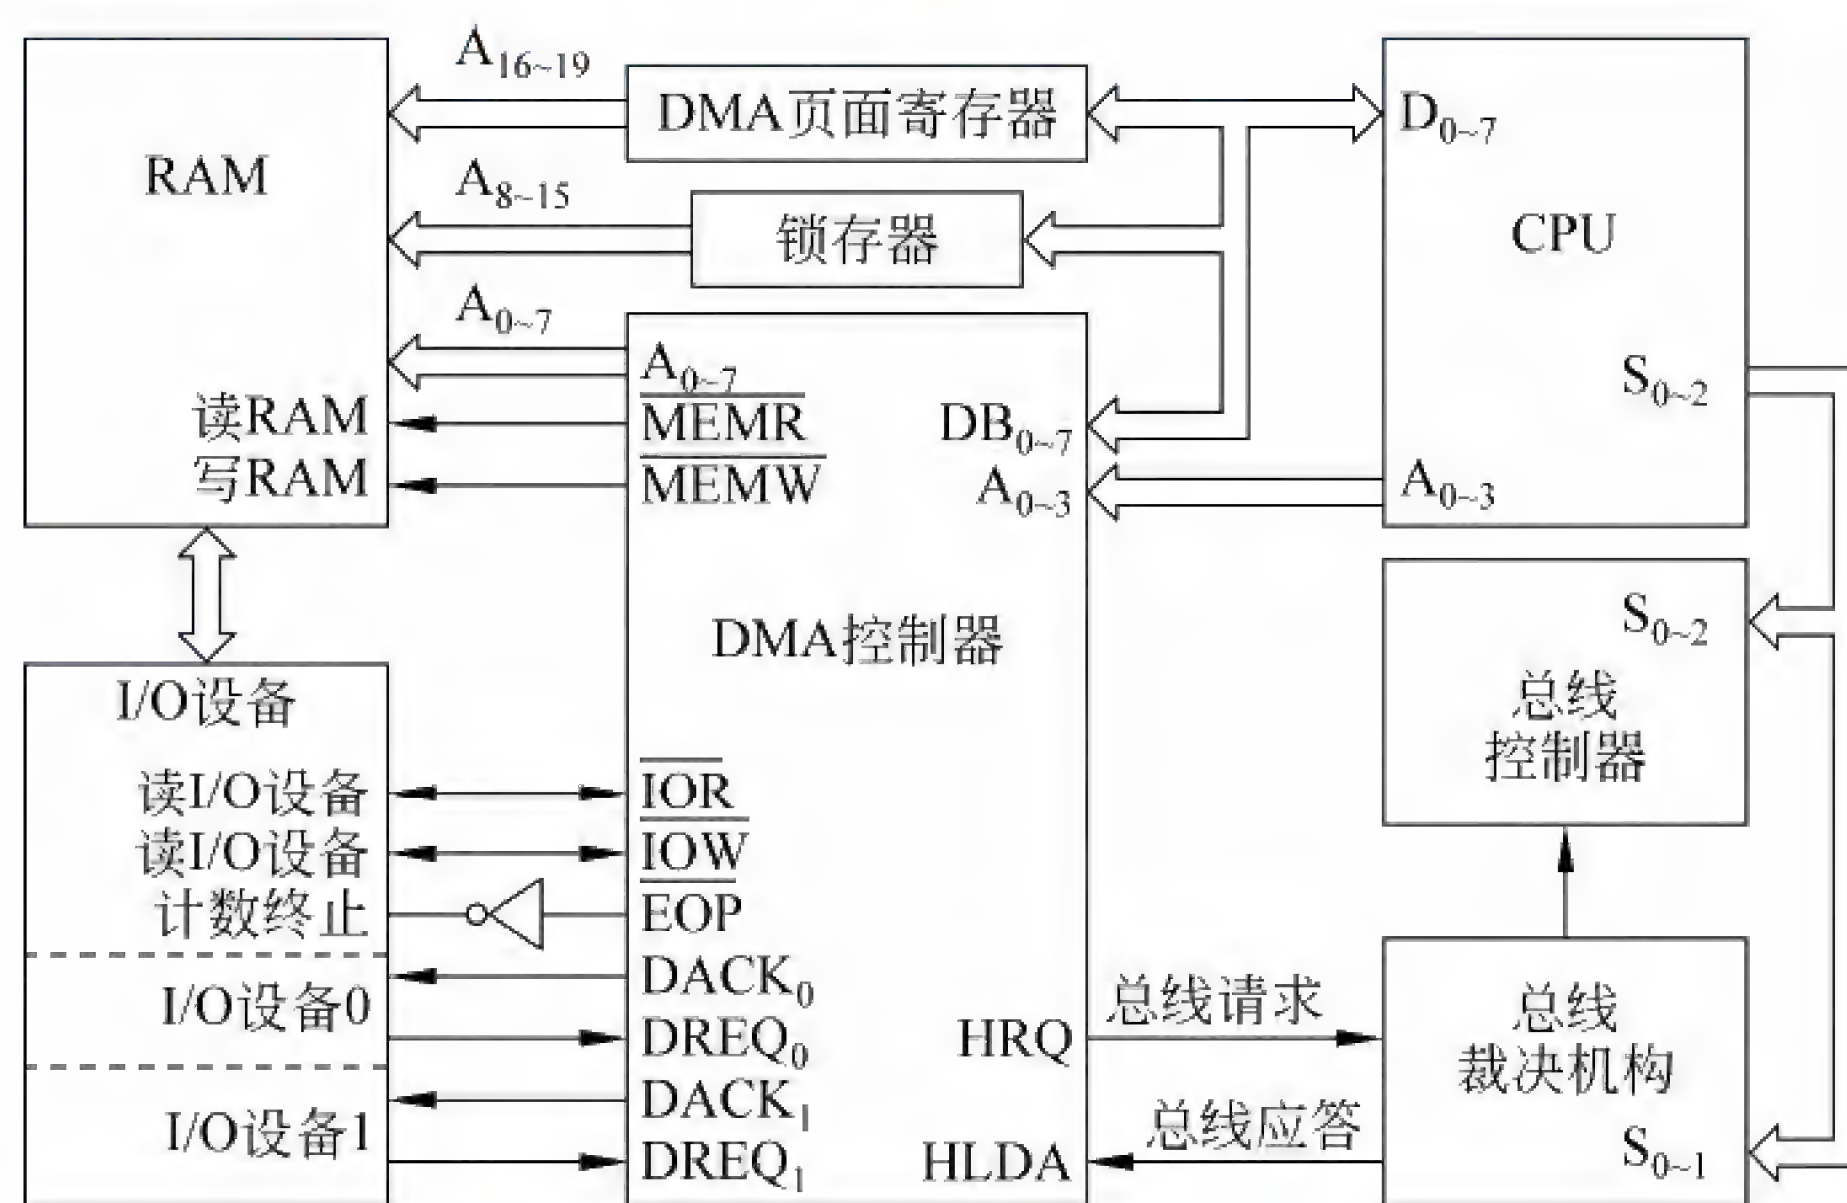 A16~19
DMA页面寄存器
D0~7
RAM
A8~15
锁存器
CPU
A0~7
A0~7
S0~2
读RAM
MEMR
DB0~7
写RAM
MEMW
A0~3
A0~3
DMA控制器
S0~2
总线
控制器
I/O设备
读I/O设备
IOR
读I/O设备
IOW
计数终止
EOP
DACK0
I/O设备0
DREQ0
HRQ
总线请求
总线
裁决机构
DACK1
I/O设备1
DREQ1
HLDA
总线应答
S0~1